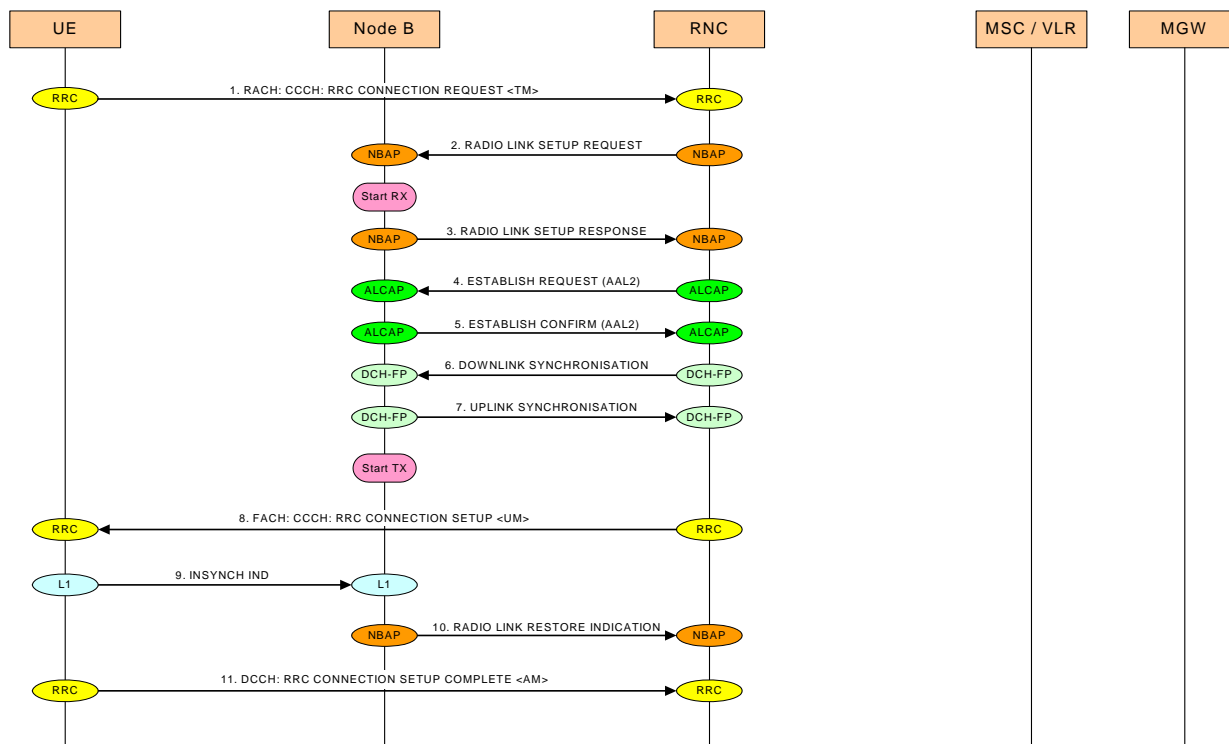 UE
Node B
RNC
MSC / VLR
MGW
RRC
1. RACH: CCCH: RRC CONNECTION REQUEST <TM>
RRC
NBAP
2. RADIO LINK SETUP REQUEST
NBAP
Start RX
NBAP
3. RADIO LINK SETUP RESPONSE
NBAP
ALCAP
4. ESTABLISH REQUEST (AAL2)
ALCAP
ALCAP
5. ESTABLISH CONFIRM (AAL2)
ALCAP
DCH-FP
6. DOWNLINK SYNCHRONISATION
DCH-FP
DCH-FP
7. UPLINK SYNCHRONISATION
DCH-FP
Start TX
RRC
8. FACH: CCCH: RRC CONNECTION SETUP <UM>
RRC
L1
9. INSYNCH IND
L1
NBAP
10. RADIO LINK RESTORE INDICATION
NBAP
RRC
11. DCCH: RRC CONNECTION SETUP COMPLETE <AM>
RRC